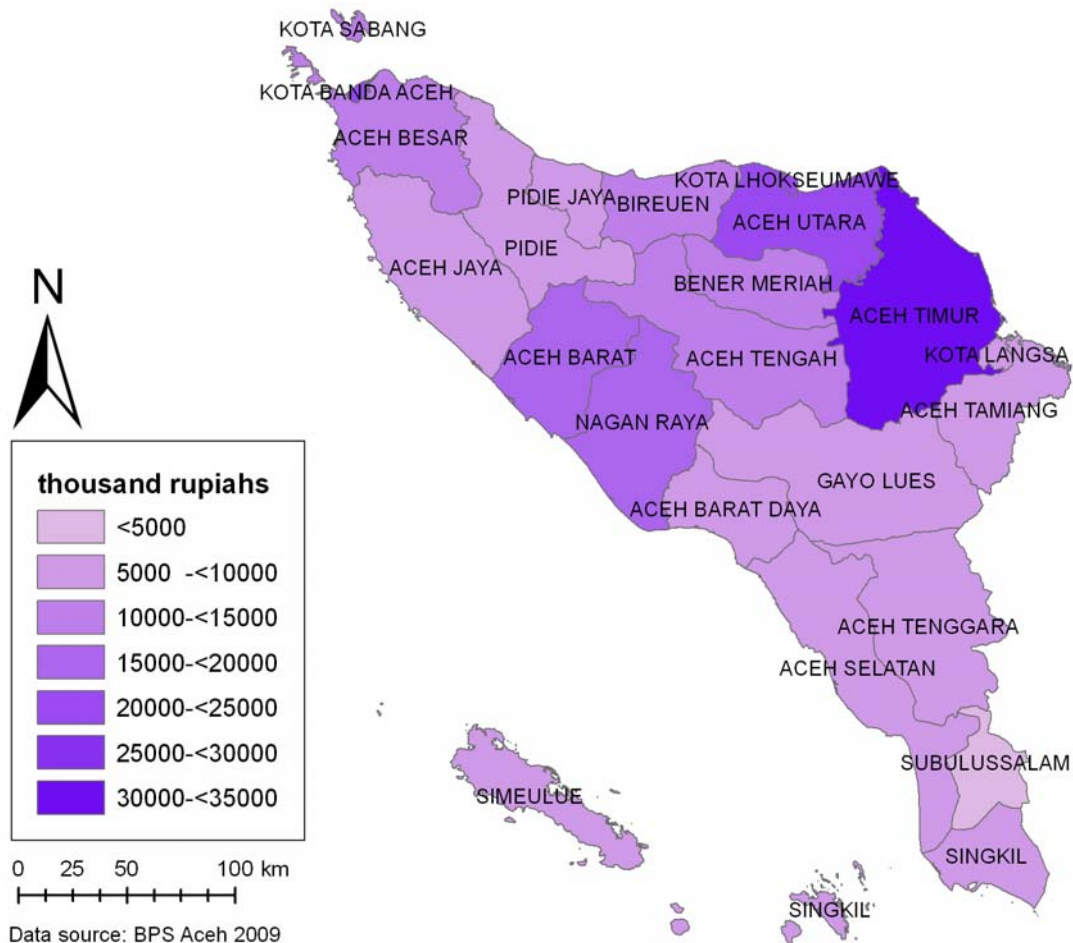 KOTA SABANG
KOTA BANDA ACEH
ACEH BESAR
KOTA LHOKSEUMAWE
PIDIE JAYA
BIREUEN
ACEH UTARA
PIDIE
ACEH JAYA
BENER MERIAH
N
ACEH TIMUR
ACEH BARAT
ACEH TENGAH
KOTA LANGSA
ACEH TAMIANG
NAGAN RAYA
GAYO LUES
ACEH BARAT DAYA
thousand rupiahs
<5000
5000 -<10000
10000-<15000
15000-<20000
20000-<25000
25000-<30000
30000-<35000
ACEH TENGGARA
ACEH SELATAN
SUBULUSSALAM
SIMEULUE
SINGKIL
SINGKIL
0 25 50 100 km
Data source: BPS Aceh 2009